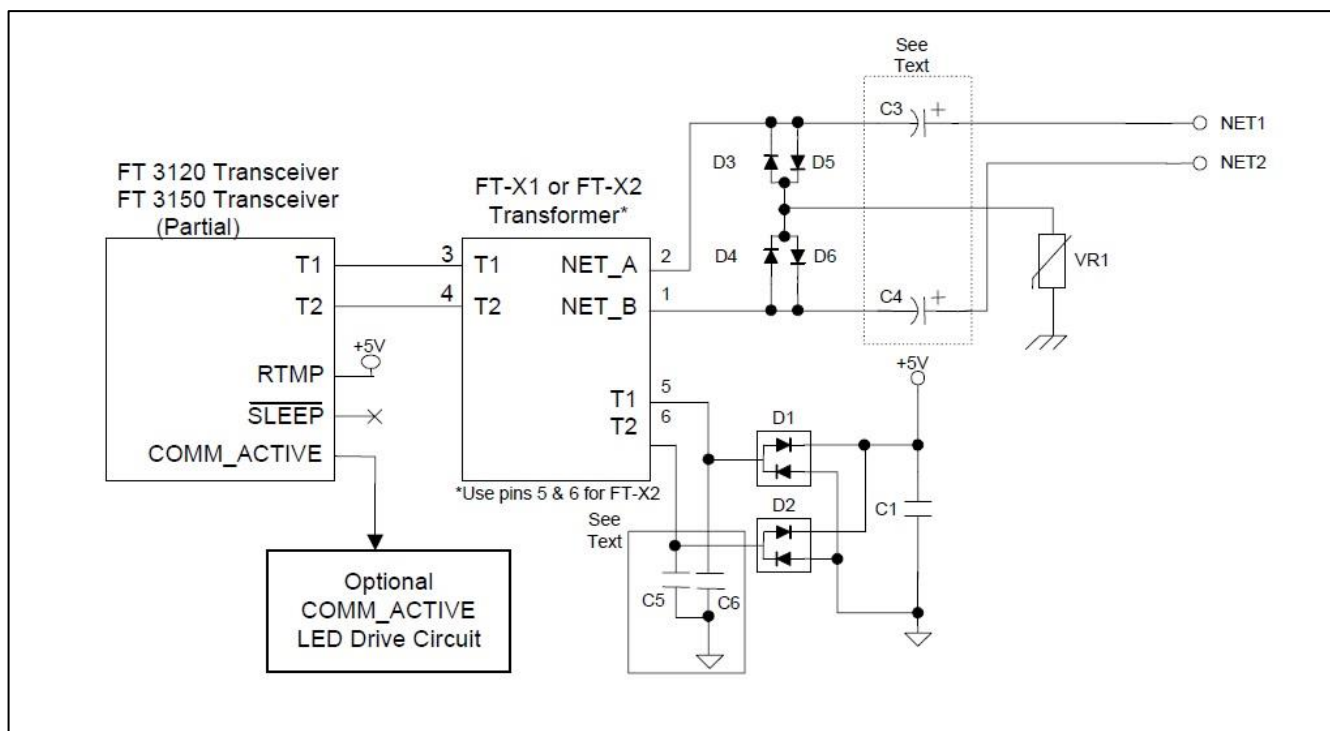 See
Text
C3
+
NET1
NET2
D3
D5
FT 3120 Transceiver
FT 3150 Transceiver
(Partial)
FT-X1 or FT-X2
Transformer*
D4
D6
VR1
T1
3
T1
NET_A
2
T2
4
T2
NET_B
1
C4
+
+5V
RTMP
SLEEP
COMM_ACTIVE
+5V
T1
5
T2
6
D1
*Use pins 5 & 6 for FT-X2
D2
C1
See
Text
C5
C6
Optional
COMM_ACTIVE
LED Drive Circuit